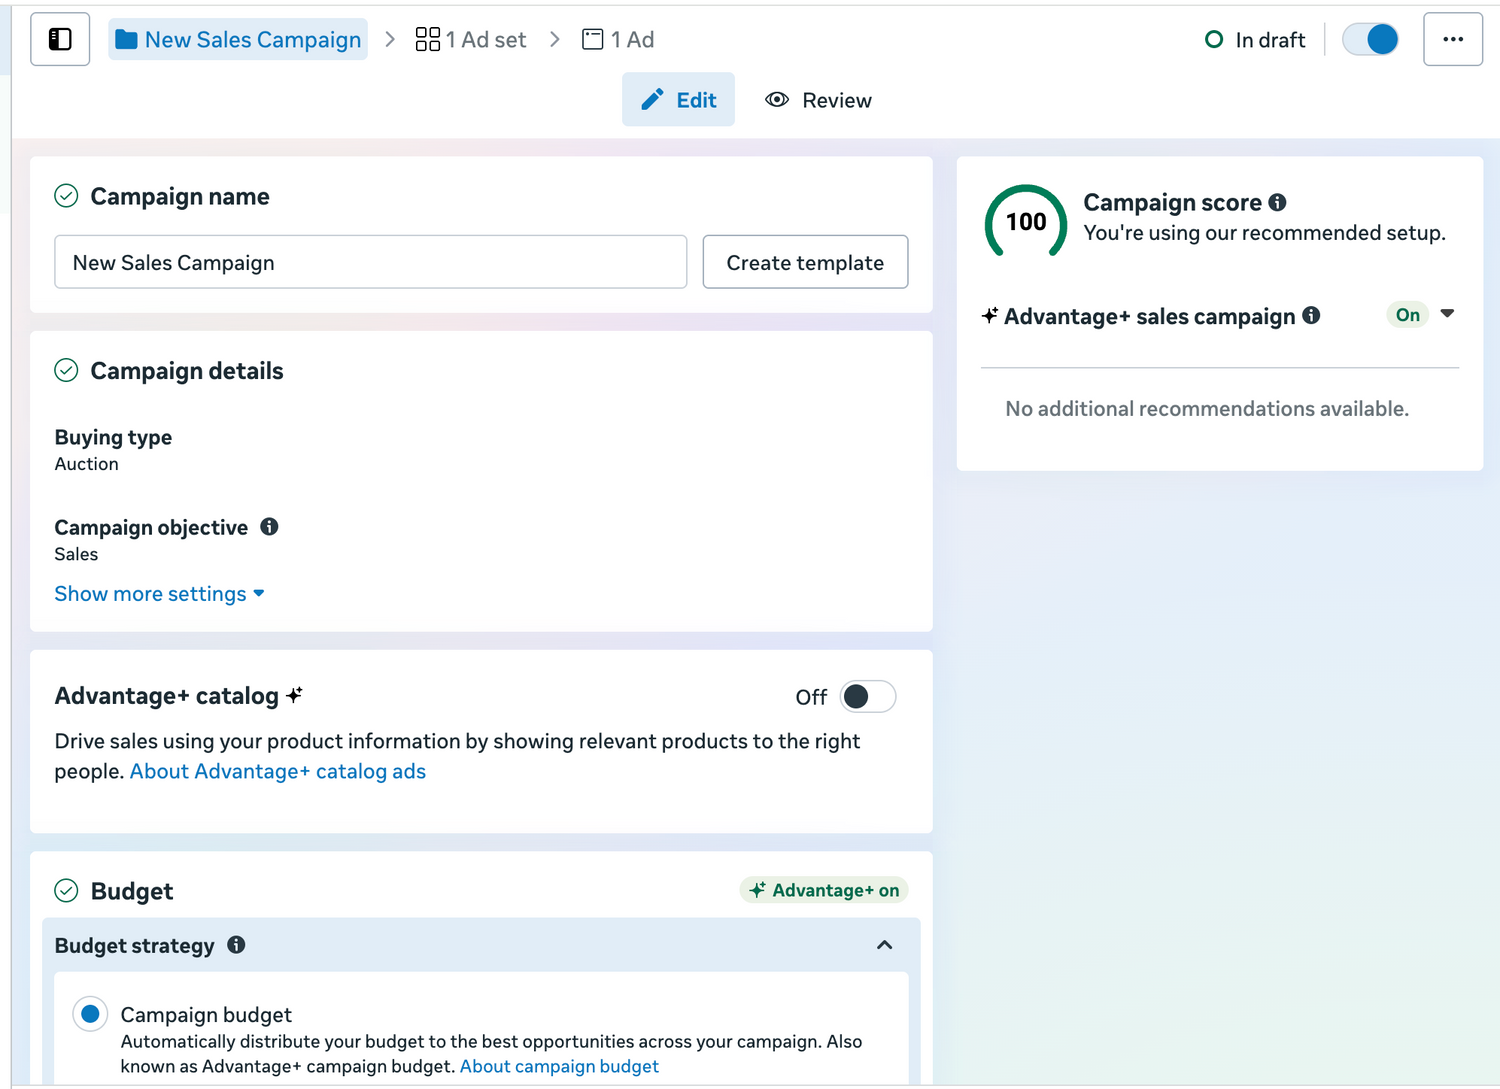 New Sales Campaign
1 Ad set
1 Ad
In draft
Edit
Review
Campaign name
New Sales Campaign
Create template
Campaign details
Buying type
Auction
Campaign objective
Sales
Show more settings
Advantage+ catalog
Off
Drive sales using your product information by showing relevant products to the right
people. About Advantage+ catalog ads
Budget
Advantage+ on
Budget strategy
Campaign budget
Automatically distribute your budget to the best opportunities across your campaign. Also
known as Advantage+ campaign budget. About campaign budget
100
Campaign score
You're using our recommended setup.
Advantage+ sales campaign
On
No additional recommendations available.